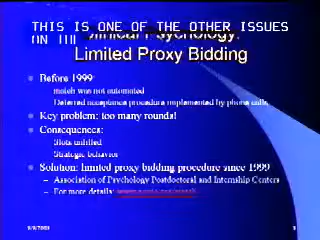 THIS IS ONE OF THE OTHER ISSUES
ON THE
Clinical Psychology:
Limited Proxy Bidding
Before 1999
match was not automated
Deferred acceptance procedure implemented by phone calls
Key problem: too many rounds!
Consequences:
Slots unfilled
Strategic behavior
Solution: limited proxy bidding procedure since 1999
– Association of Psychology Postdoctoral and Internship Centers
– For more details: